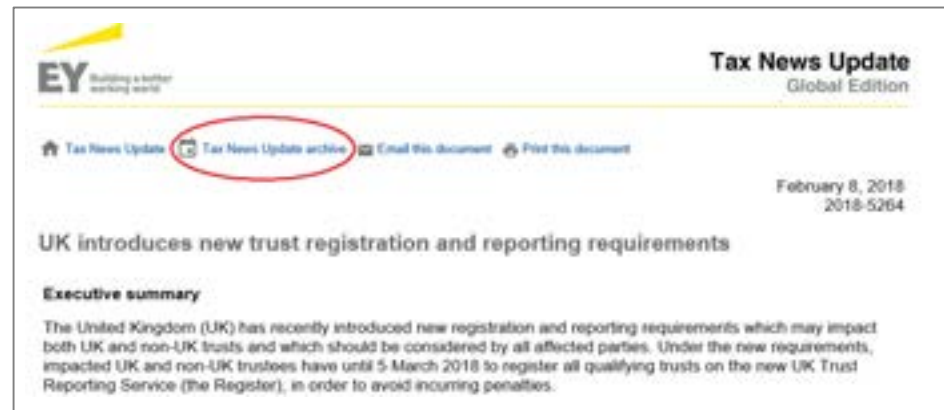 Tax News Update
EY Building a better
working world
Global Edition
Tax News Update Tax News Update archive Email this document Print this document
February 8, 2018
2018-5264
UK introduces new trust registration and reporting requirements
Executive summary
The United Kingdom (UK) has recently introduced new registration and reporting requirements which may impact
both UK and non-UK trusts and which should be considered by all affected parties. Under the new requirements,
impacted UK and non-UK trustees have until 5 March 2018 to register all qualifying trusts on the new UK Trust
Reporting Service (the Register), in order to avoid incurring penalties.